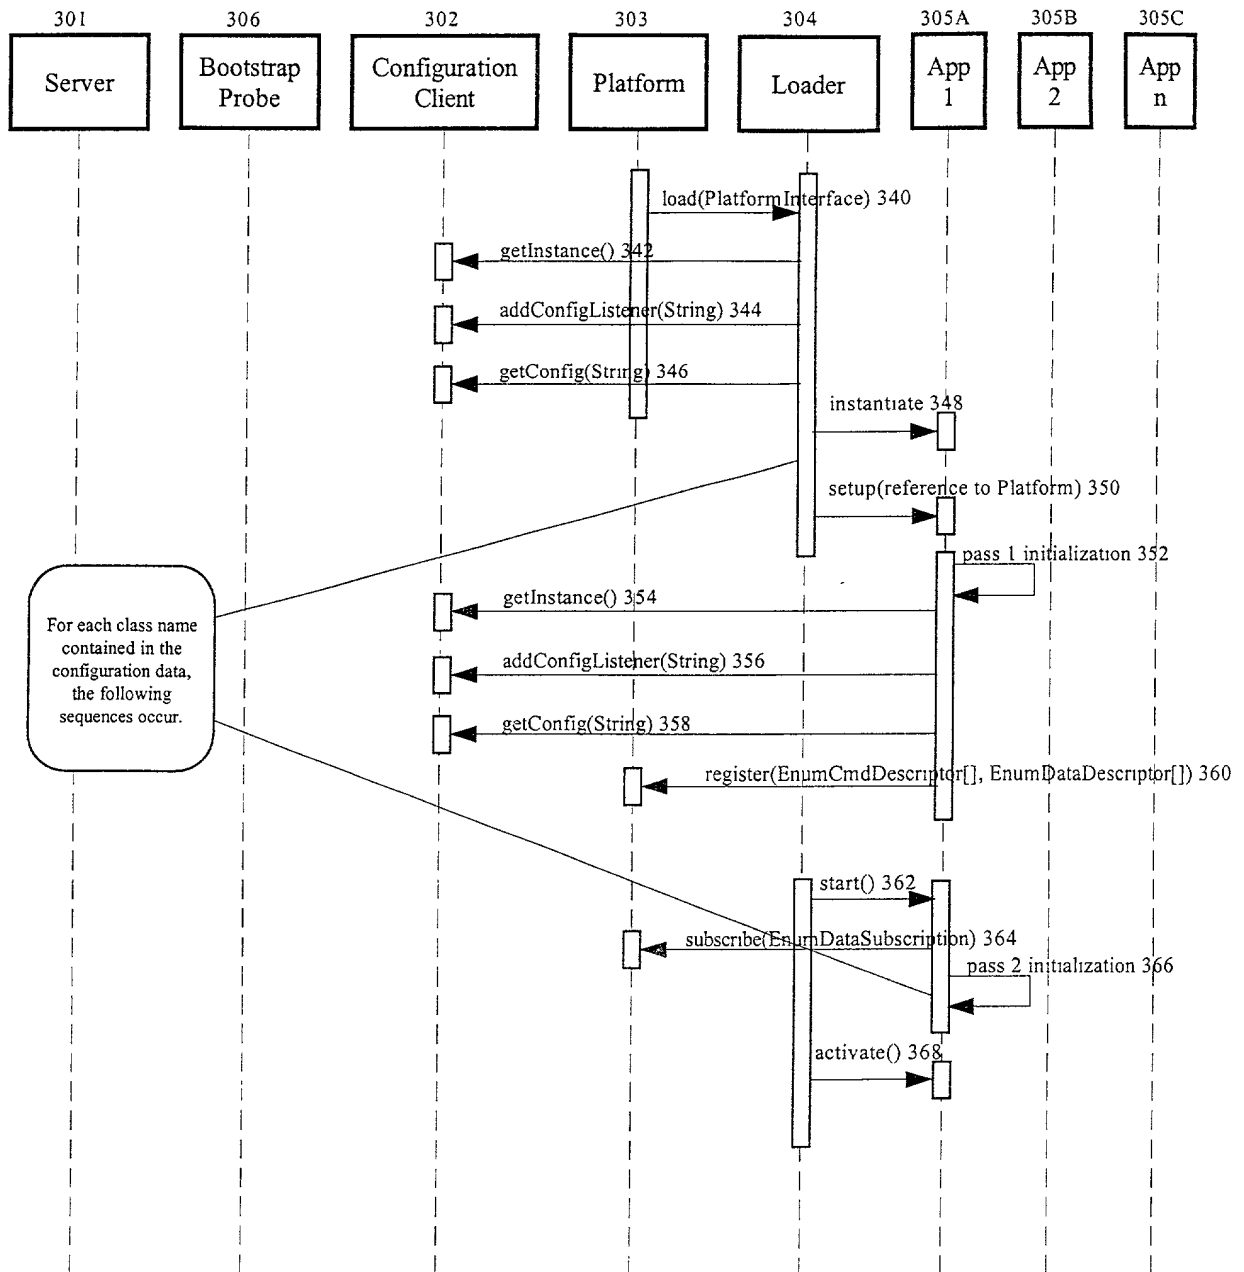 301
306
302
303
304
305A
305B
305C
Server
Bootstrap
Probe
Configuration
Client
Platform
Loader
App
1
App
2
App
n
load(PlatformInterface) 340
getInstance() 342
addConfigListener(String) 344
getConfig(String) 346
instantiate 348
setup(reference to Platform) 350
pass 1 initialization 352
getInstance() 354
For each class name
contained in the
configuration data,
the following
sequences occur.
addConfigListener(String) 356
getConfig(String) 358
register(EnumCmdDescriptor[], EnumDataDescriptor[]) 360
start() 362
subscribe(EnumDataSubscription) 364
pass 2 initialization 366
activate() 368